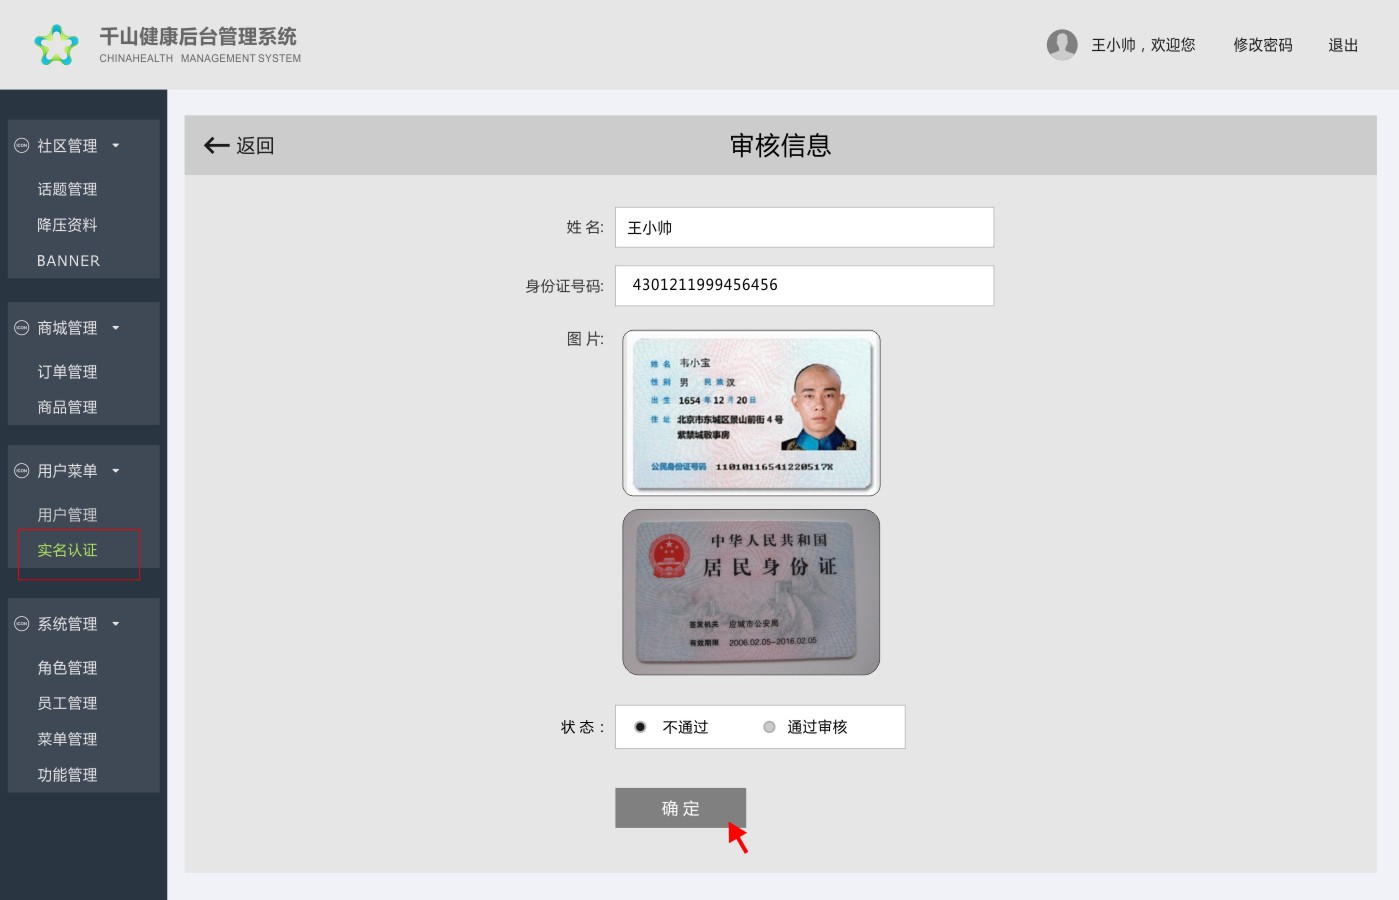 千山健康后台管理系统
CHINAHEALTH MANAGEMENT SYSTEM
王小帅，欢迎您
修改密码
退出
社区管理
话题管理
降压资料
BANNER
商城管理
订单管理
商品管理
用户菜单
用户管理
实名认证
系统管理
角色管理
员工管理
菜单管理
功能管理
返回
审核信息
姓 名:
王小帅
身份证号码:
4301211999456456
图 片:
姓 名 韦小宝
性 别 男 民 族 汉
出 生 1654 年 12 月 20 日
住 址 北京市东城区景山前街 4 号
紫禁城敬事房
公民身份证号码 11010116541220517X
中华人民共和国
居 民 身 份 证
签发机关 应城市公安局
有效期限 2006.02.05-2016.02.05
状 态 :
不通过
通过审核
确 定